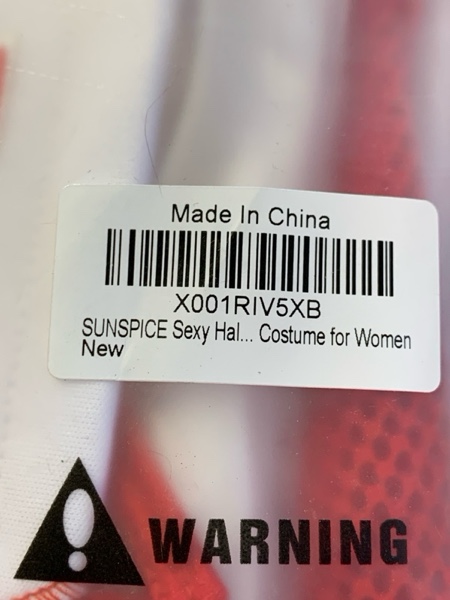 Made In China
X001RIV5XB
SUNSPICE Sexy Hal... Costume for Women
New
WARNING